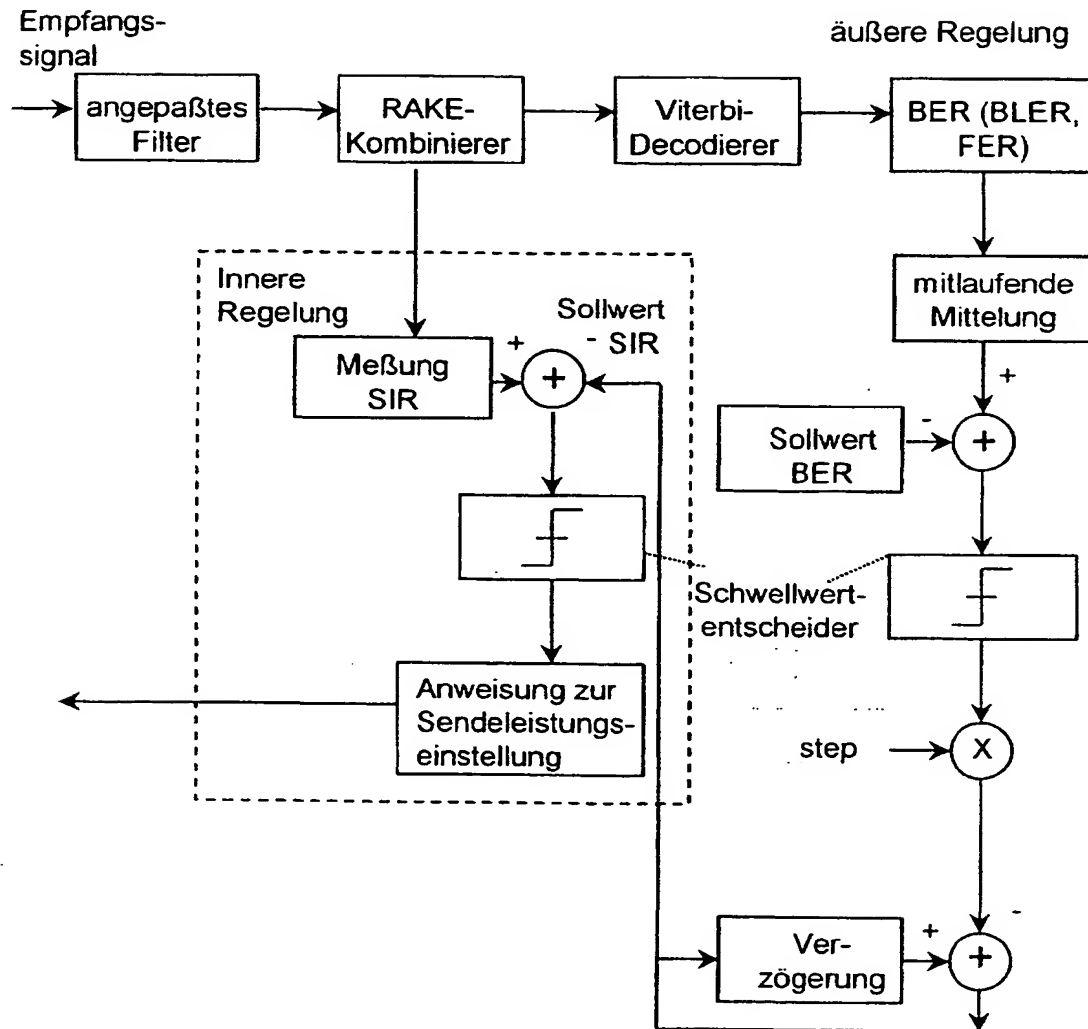 Empfangs-
signal
äußere Regelung
angepaßtes
Filter
RAKE-
Kombinierer
Viterbi-
Decodierer
BER (BLER,
FER)
Innere
Regelung
Sollwert
SIR
mitlaufende
Mittelung
Meßung
SIR
+
-
+
+
-
+
Sollwert
BER
Schwellwert-
entscheider
Anweisung zur
Sendeleistungs-
einstellung
step
X
Ver-
zögerung
+
-
+